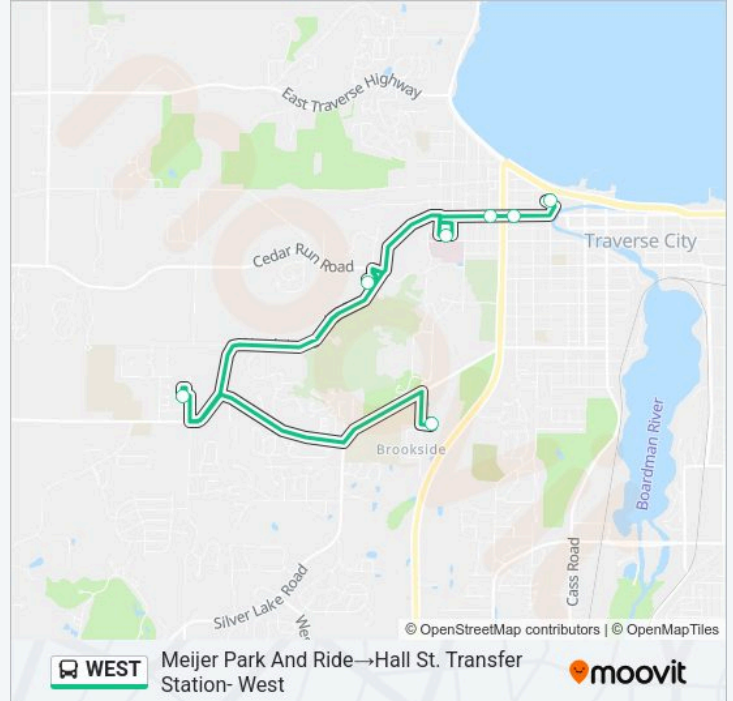 East Traverse Highway
Cedar Run Road
Traverse City
Brookside
Boardman River
Cass Road
Silver Lake Road
We
© OpenStreetMap contributors | © OpenMapTiles
WEST
Meijer Park And Ride→Hall St. Transfer
Station- West
moovit